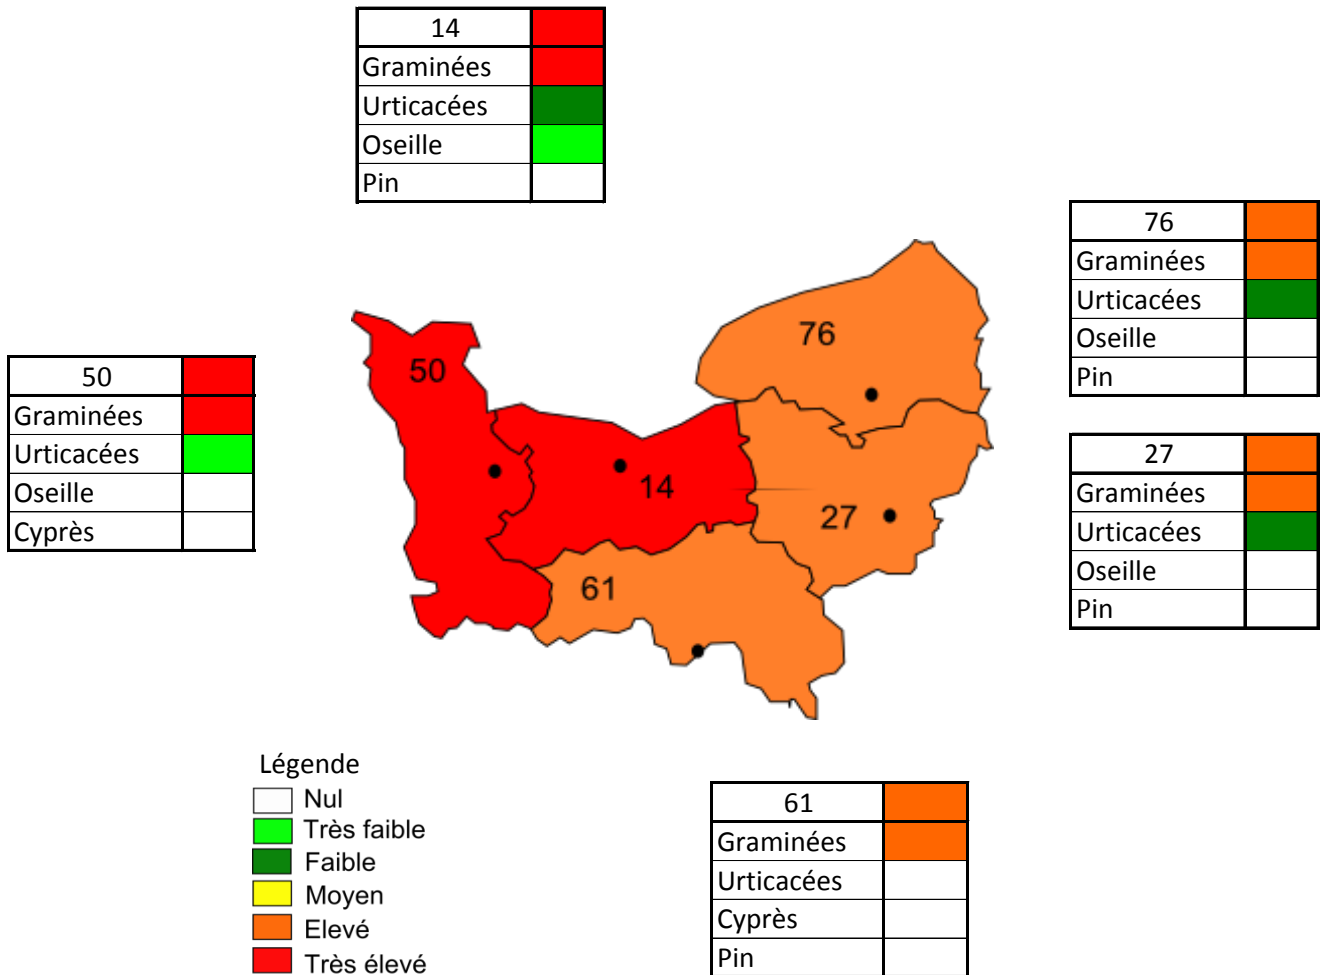 14
Graminées
Urticacées
Oseille
Pin
76
Graminées
Urticacées
Oseille
Pin
50
Graminées
Urticacées
Oseille
Cyprès
27
Graminées
Urticacées
Oseille
Pin
76
50
14
27
61
Légende
Nul
Très faible
Faible
Moyen
Elevé
Très élevé
61
Graminées
Urticacées
Cyprès
Pin